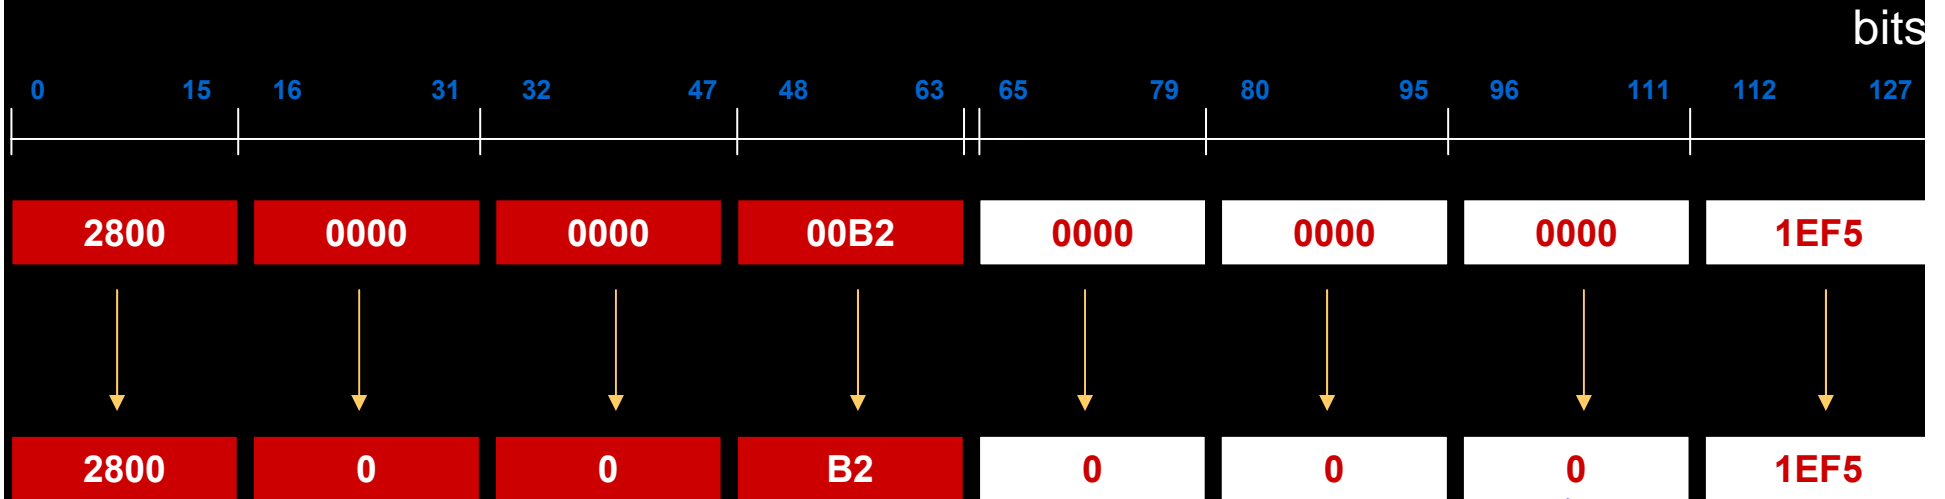 bits
0 15 16 31 32 47 48 63 65 79 80 95 96 111 112 127
2800 0000 0000 00B2 0000 0000 0000 1EF5
2800 0 0 B2 0 0 0 1EF5